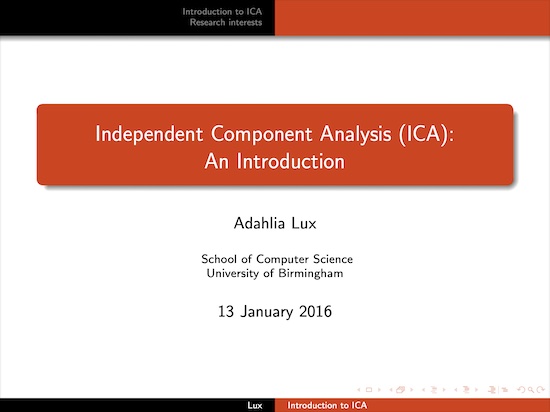 Introduction to ICA
Research interests
Independent Component Analysis (ICA):
An Introduction
Adahlia Lux
School of Computer Science
University of Birmingham
13 January 2016
Lux
Introduction to ICA